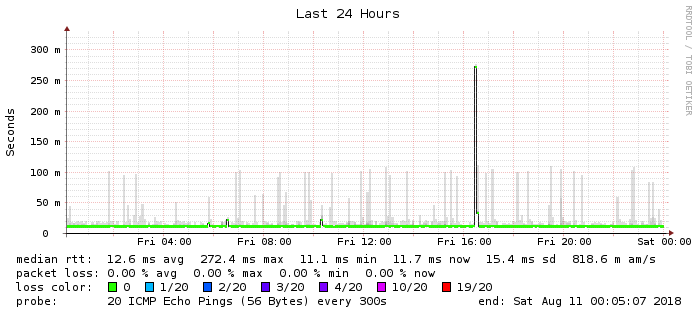 Last 24 Hours
RRDTOOL / TOBI OETIKER
Seconds
300 m
250 m
200 m
150 m
100 m
50 m
0
Fri 04:00 Fri 08:00 Fri 12:00 Fri 16:00 Fri 20:00 Sat 00:00
median rtt: 12.6 ms avg 272.4 ms max 11.1 ms min 11.7 ms now 15.4 ms sd 818.6 m am/s
packet loss: 0.00 % avg 0.00 % max 0.00 % min 0.00 % now
loss color: 0 1/20 2/20 3/20 4/20 10/20 19/20
probe: 20 ICMP Echo Pings (56 Bytes) every 300s end: Sat Aug 11 00:05:07 2018